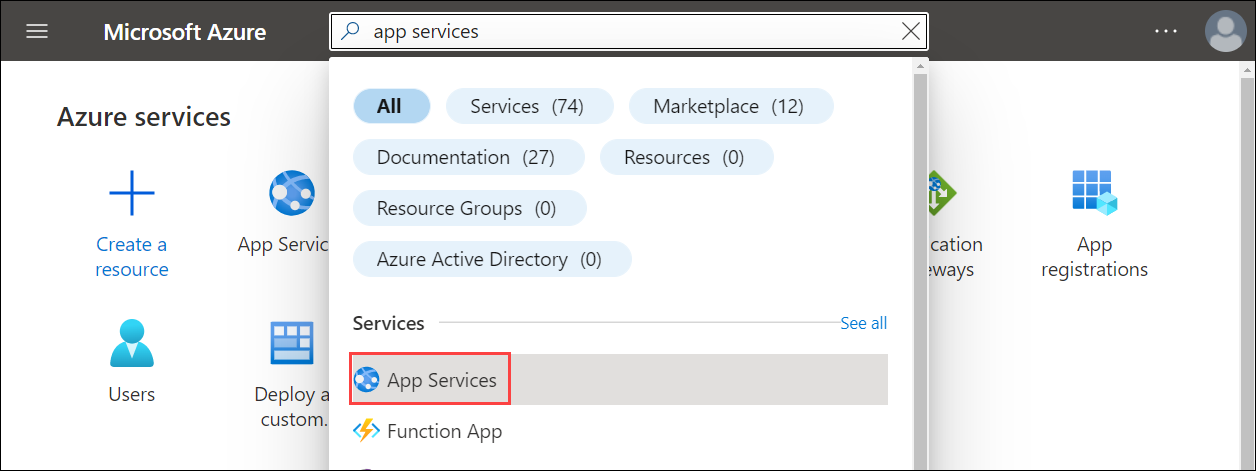 Microsoft Azure
app services
Azure services
All
Services (74)
Marketplace (12)
Documentation (27)
Resources (0)
Resource Groups (0)
Azure Active Directory (0)
Services
See all
App Services
Function App
Create a
resource
App Servic
cation
eways
App
registrations
Users
Deploy a
custom.